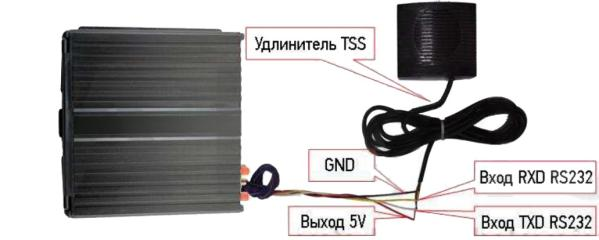 Удлинитель TSS
GND
Вход RXD RS232
Выход 5V
Вход TXD RS232